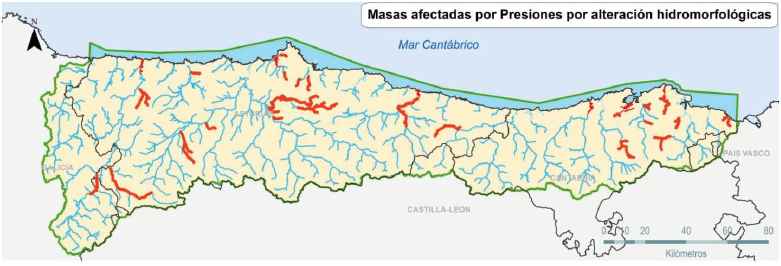 Masas afectadas por Presiones por alteración hidromorfológicas
N
Mar Cantábrico
ASTURIAS
GALICIA
PAIS VASCO
CANTABRIA
CASTILLA-LEON
0 10 20 40 60 80
Kilómetros